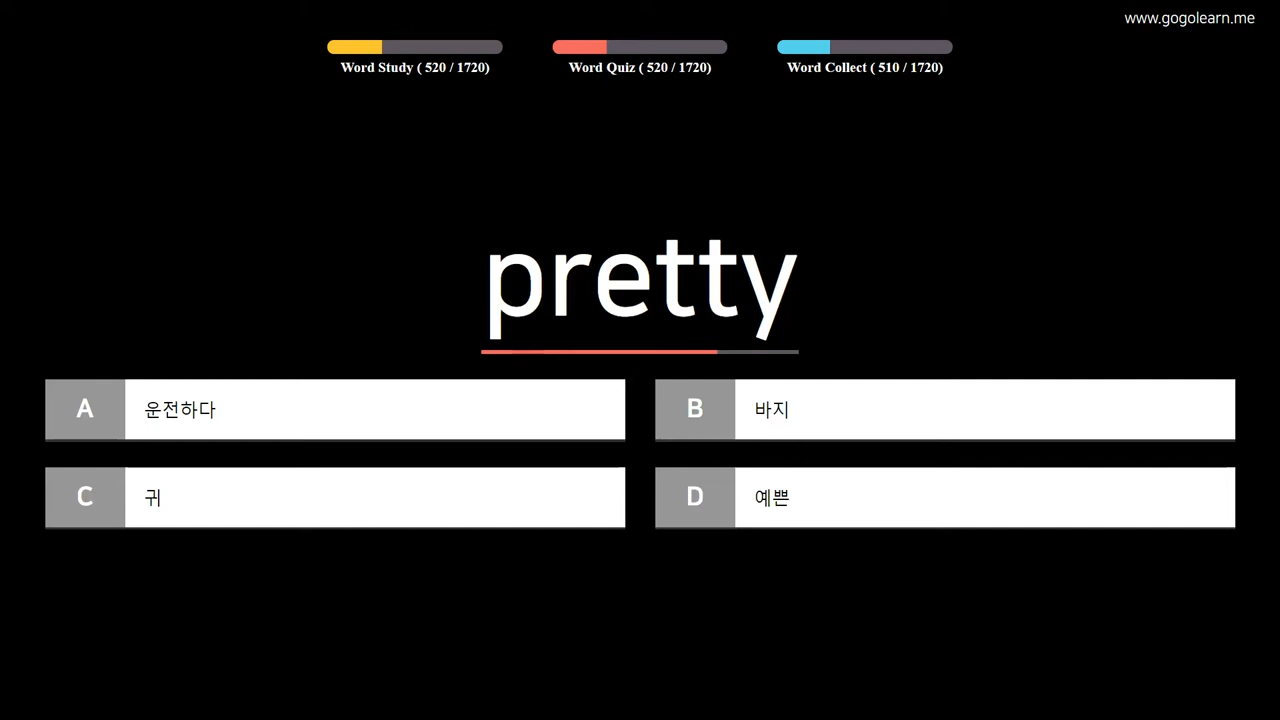 www.gogolearn.me
Word Study ( 520 / 1720)
Word Quiz ( 520 / 1720)
Word Collect ( 510 / 1720)
pretty
A 운전하다
B 바지
C 귀
D 예쁜